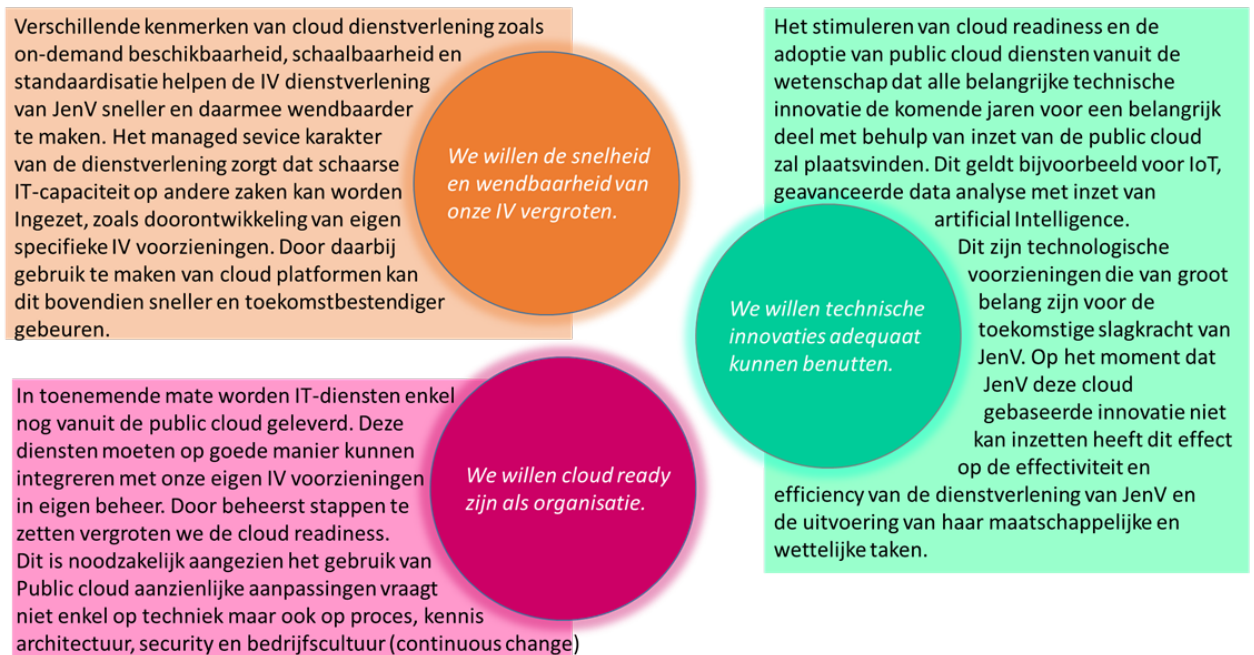 Verschillende kenmerken van cloud dienstverlening zoals
on-demand beschikbaarheid, schaalbaarheid en
standaardisatie helpen de IV dienstverlening
van JenV sneller en daarmee wendbaarder
te maken. Het managed sevice karakter
van de dienstverlening zorgt dat schaarse
IT-capaciteit op andere zaken kan worden
Ingezet, zoals doorontwikkeling van eigen
specifieke IV voorzieningen. Door daarbij
gebruik te maken van cloud platformen kan
dit bovendien sneller en toekomstbestendiger
gebeuren.
We willen de snelheid
en wendbaarheid van
onze IV vergroten.
Het stimuleren van cloud readiness en de
adoptie van public cloud diensten vanuit de
wetenschap dat alle belangrijke technische
innovatie de komende jaren voor een belangrijk
deel met behulp van inzet van de public cloud
zal plaatsvinden. Dit geldt bijvoorbeeld voor IoT,
geavanceerde data analyse met inzet van
artificial Intelligence.
Dit zijn technologische
voorzieningen die van groot
belang zijn voor de
toekomstige slagkracht van
JenV. Op het moment dat
JenV deze cloud
gebaseerde innovatie niet
kan inzetten heeft dit effect
op de effectiviteit en
efficiency van de dienstverlening van JenV en
de uitvoering van haar maatschappelijke en
wettelijke taken.
We willen technische
innovaties adequaat
kunnen benutten.
In toenemende mate worden IT-diensten enkel
nog vanuit de public cloud geleverd. Deze
diensten moeten op goede manier kunnen
integreren met onze eigen IV voorzieningen
in eigen beheer. Door beheerst stappen te
zetten vergroten we de cloud readiness.
Dit is noodzakelijk aangezien het gebruik van
Public cloud aanzienlijke aanpassingen vraagt
niet enkel op techniek maar ook op proces, kennis
architectuur, security en bedrijfscultuur (continuous change)
We willen cloud ready
zijn als organisatie.